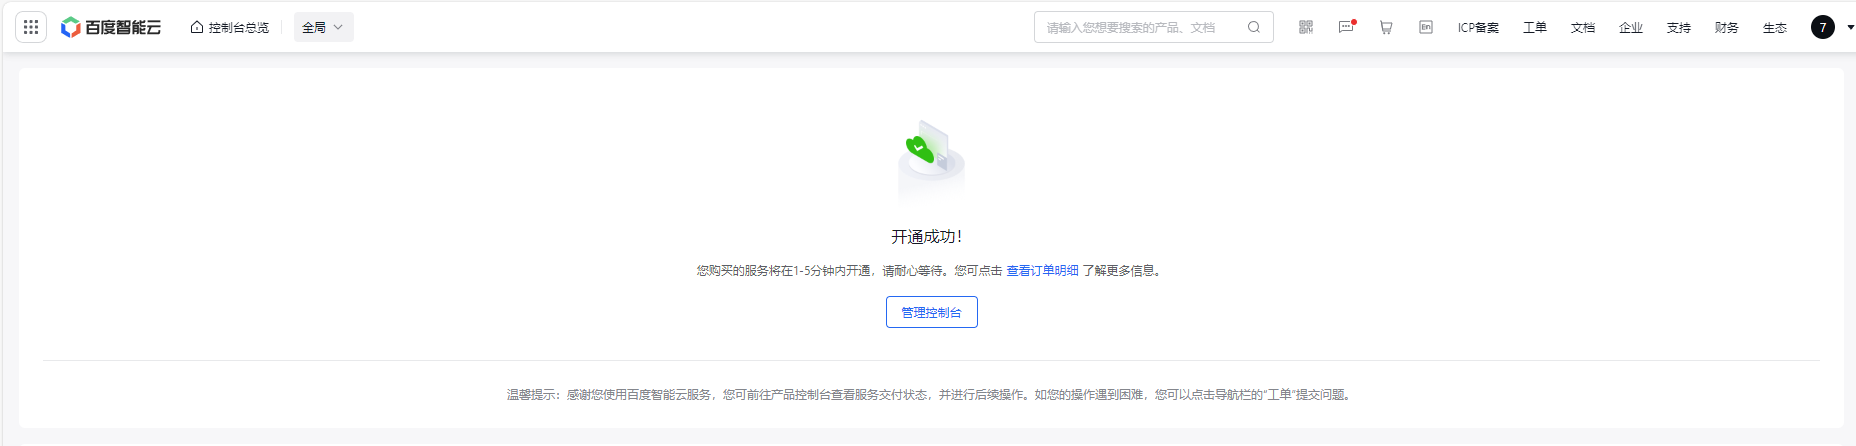 百度智能云 控制台总览 全局 请输入您想要搜索的产品、文档 En ICP备案 工单 文档 企业 支持 财务 生态 7
开通成功！
您购买的服务将在1-5分钟内开通，请耐心等待。您可点击 查看订单明细 了解更多信息。
管理控制台
温馨提示：感谢您使用百度智能云服务，您可前往产品控制台查看服务交付状态，并进行后续操作。如您的操作遇到困难，您可以点击导航栏的“工单”提交问题。